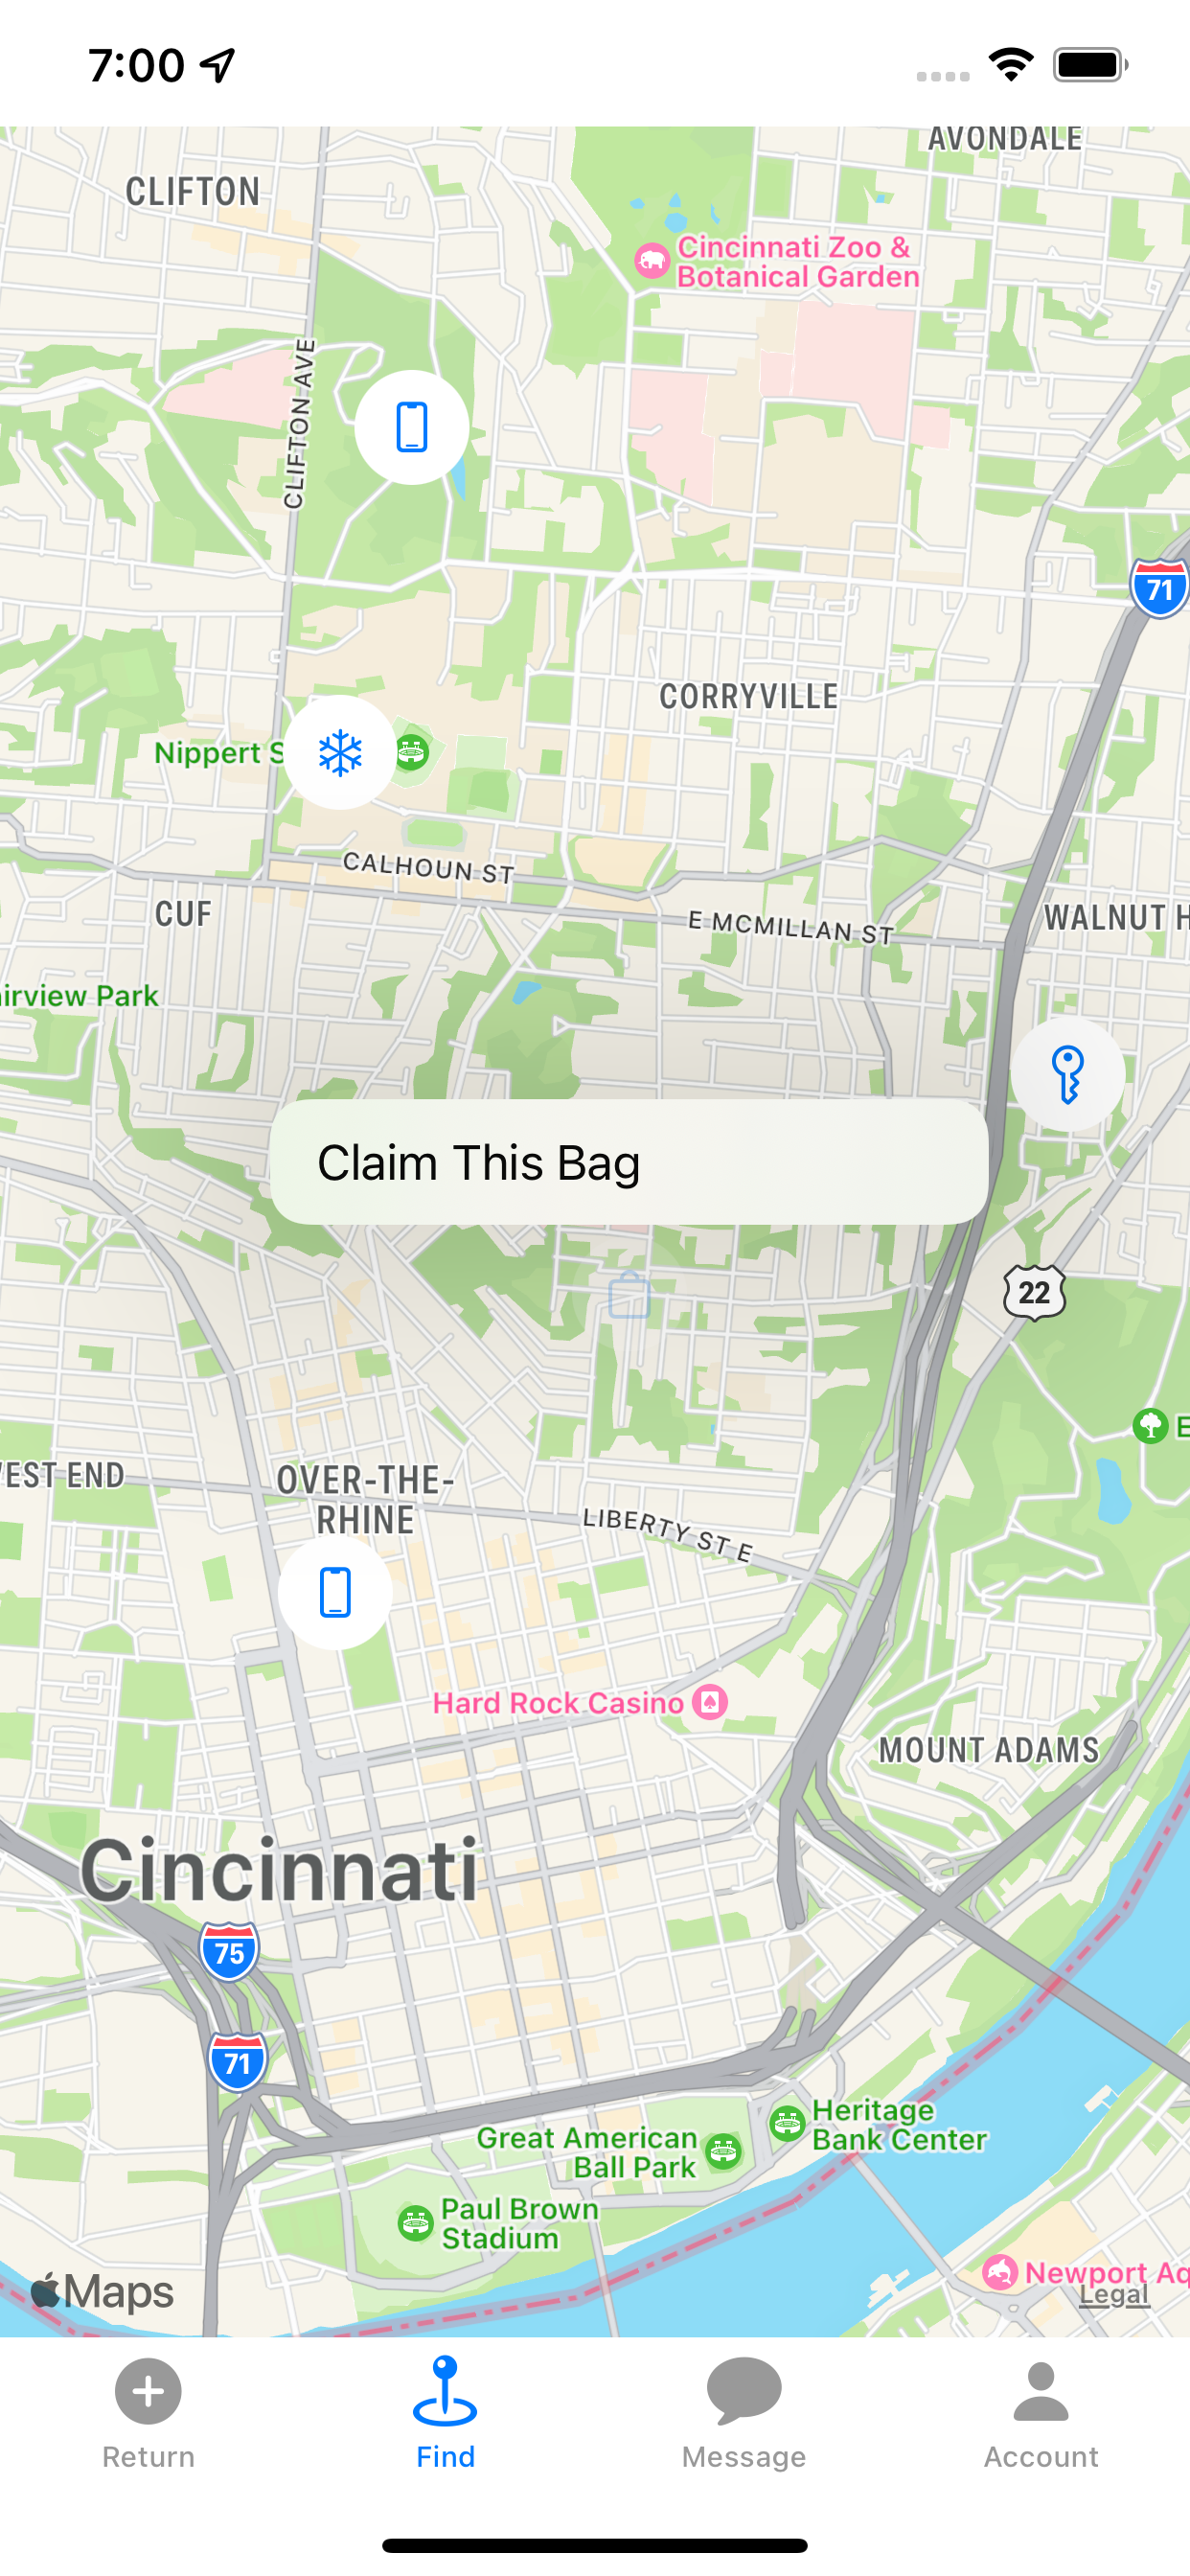 7:00
AVONDALE
CLIFTON
Cincinnati Zoo &
Botanical Garden
CLIFTON AVE
71
CORRYVILLE
Nippert S
CALHOUN ST
CUF
E MCMILLAN ST
WALNUT H
irview Park
Claim This Bag
22
E
EST END
OVER-THE-
RHINE
LIBERTY ST E
Hard Rock Casino
MOUNT ADAMS
Cincinnati
75
71
Heritage
Bank Center
Great American
Ball Park
Paul Brown
Stadium
Newport Aq
Maps
Legal
Return
Find
Message
Account